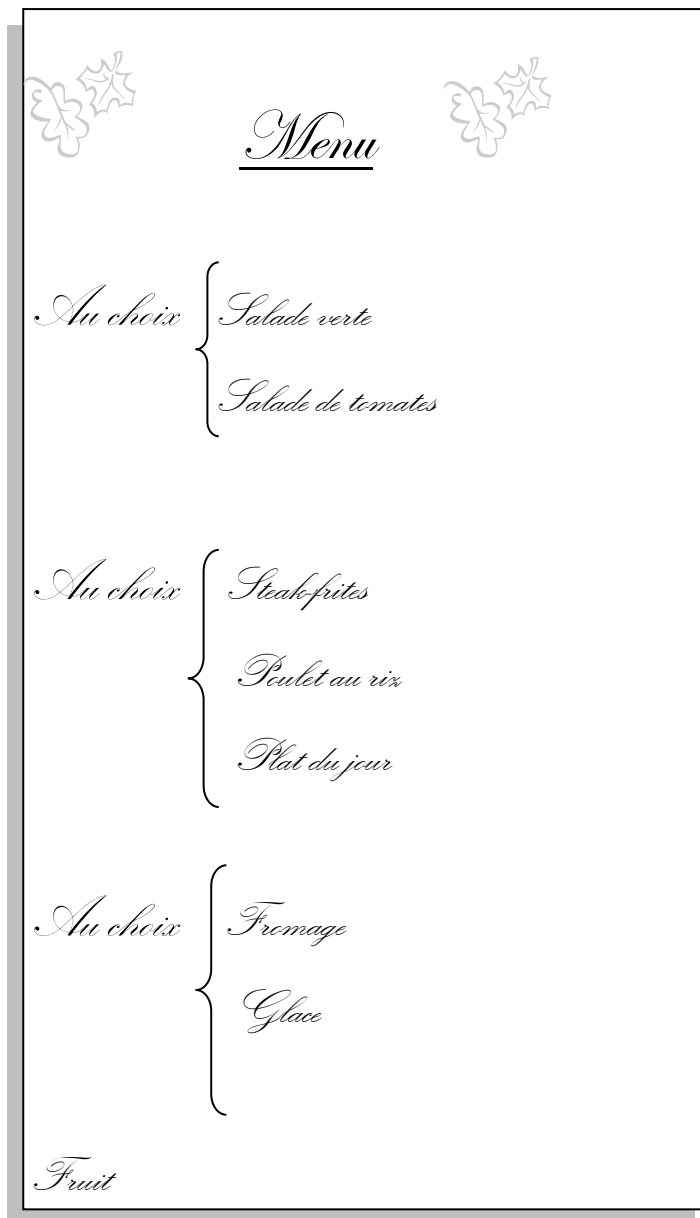 Menu
Au choix Salade verte
Salade de tomates
Au choix Steak-frites
Poulet au riz
Plat du jour
Au choix Fromage
Glace
Fruit